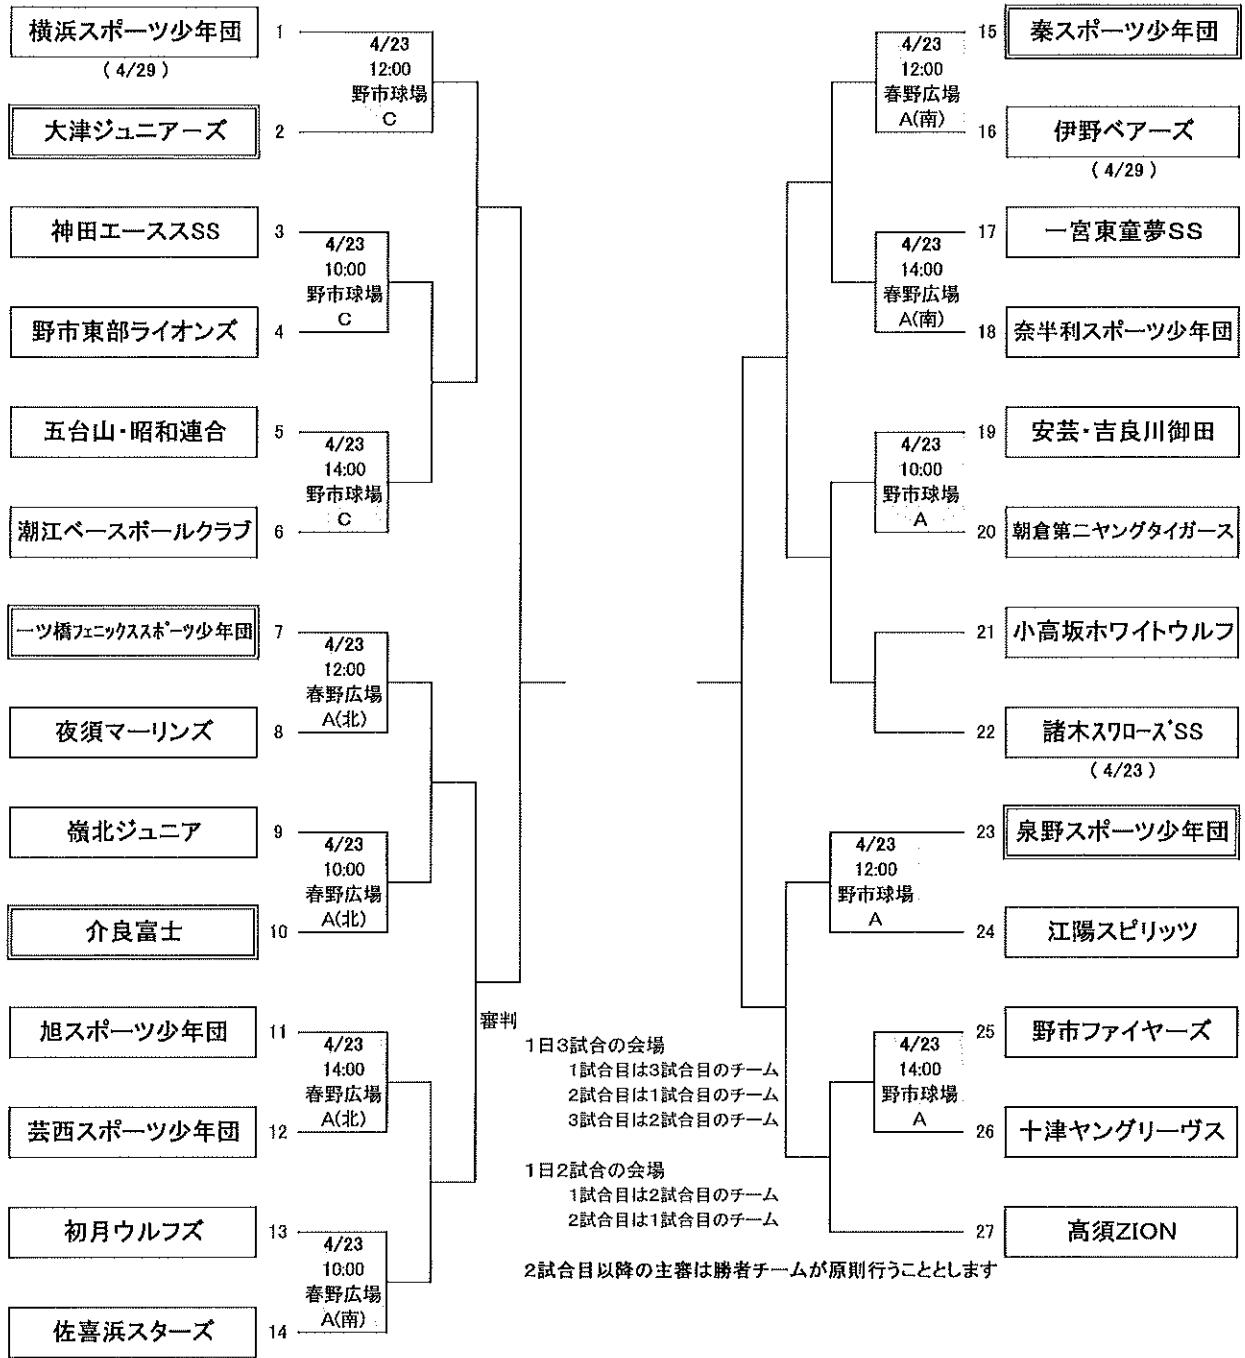 横浜スポーツ少年団 1
( 4/29 )
4/23
12:00
野市球場
C
大津ジュニアーズ 2
神田エーススSS 3
4/23
10:00
野市球場
C
野市東部ライオンズ 4
五台山・昭和連合 5
4/23
14:00
野市球場
C
潮江ベースボールクラブ 6
一ツ橋フェニックススポーツ少年団 7
4/23
12:00
春野広場
A(北)
夜須マーリンズ 8
嶺北ジュニア 9
4/23
10:00
春野広場
A(北)
介良富士 10
旭スポーツ少年団 11
4/23
14:00
春野広場
A(北)
芸西スポーツ少年団 12
初月ウルフズ 13
4/23
10:00
春野広場
A(南)
佐喜浜スターズ 14
15 秦スポーツ少年団
4/23
12:00
春野広場
A(南)
16 伊野ベアーズ
( 4/29 )
17 一宮東童夢SS
4/23
14:00
春野広場
A(南)
18 奈半利スポーツ少年団
19 安芸・吉良川御田
4/23
10:00
野市球場
A
20 朝倉第二ヤングタイガース
21 小高坂ホワイトウルフ
22 諸木スワローズSS
( 4/23 )
23 泉野スポーツ少年団
4/23
12:00
野市球場
A
24 江陽スピリッツ
25 野市ファイヤーズ
4/23
14:00
野市球場
A
26 十津ヤングリーヴス
27 高須ZION
審判
1日3試合の会場
1試合目は3試合目のチーム
2試合目は1試合目のチーム
3試合目は2試合目のチーム
1日2試合の会場
1試合目は2試合目のチーム
2試合目は1試合目のチーム
2試合目以降の主審は勝者チームが原則行うこととします